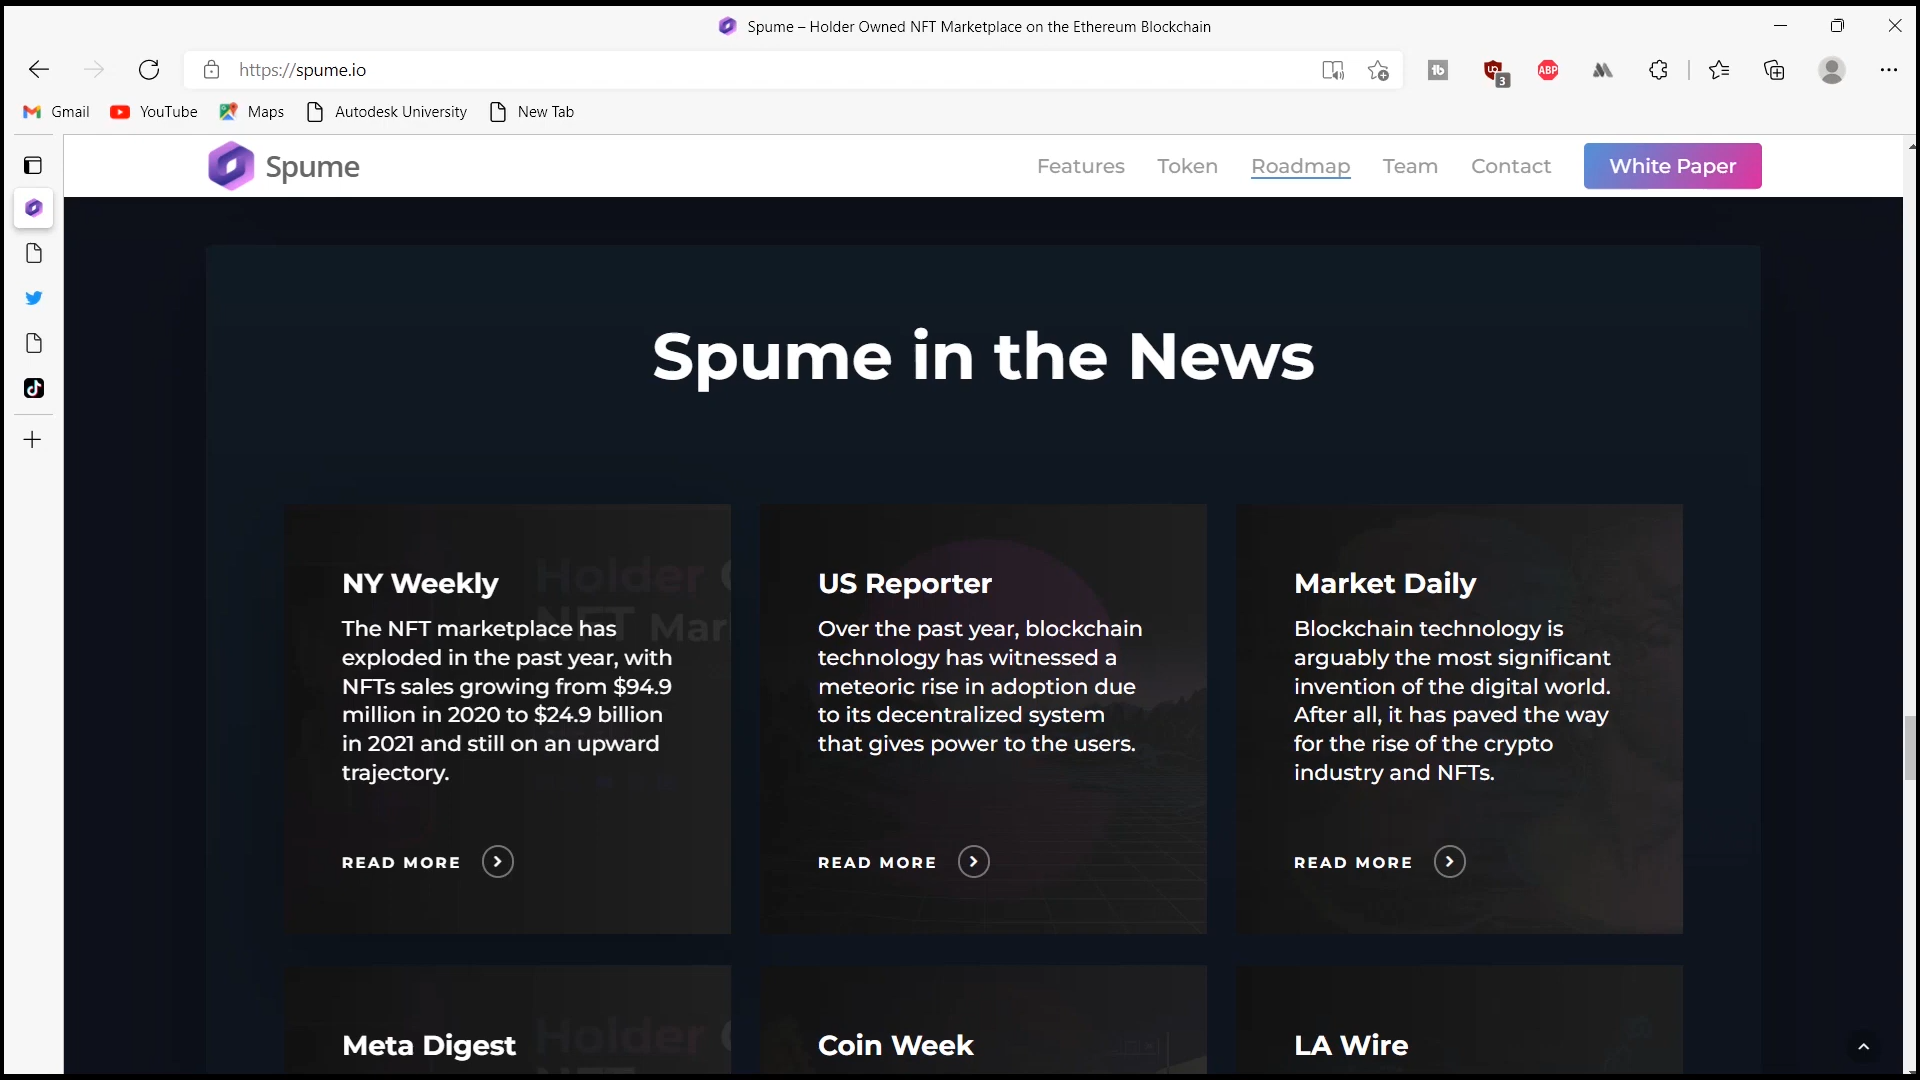 Spume – Holder Owned NFT Marketplace on the Ethereum Blockchain
https://spume.io
3
ABP
Gmail
YouTube
Maps
Autodesk University
New Tab
Spume
Features
Token
Roadmap
Team
Contact
White Paper
Spume in the News
NY Weekly
The NFT marketplace has
exploded in the past year, with
NFTs sales growing from $94.9
million in 2020 to $24.9 billion
in 2021 and still on an upward
trajectory.
READ MORE
US Reporter
Over the past year, blockchain
technology has witnessed a
meteoric rise in adoption due
to its decentralized system
that gives power to the users.
READ MORE
Market Daily
Blockchain technology is
arguably the most significant
invention of the digital world.
After all, it has paved the way
for the rise of the crypto
industry and NFTs.
READ MORE
Meta Digest
Coin Week
LA Wire